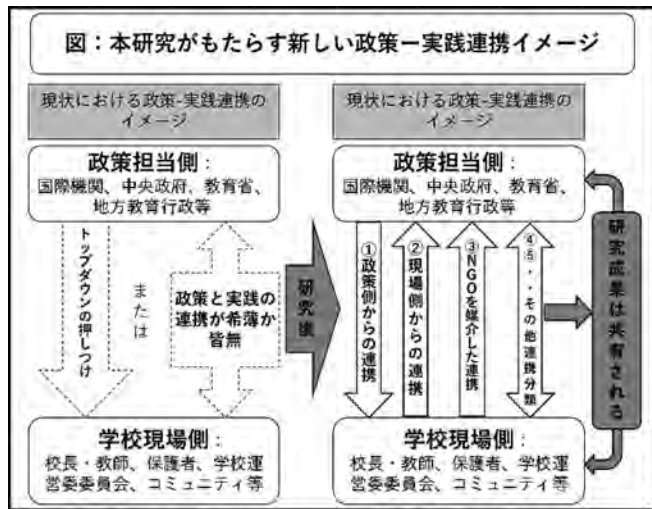 図：本研究がもたらす新しい政策ー実践連携イメージ
現状における政策-実践連携の
イメージ
政策担当側：
国際機関、中央政府、教育省、
地方教育行政等
トップダウンの押しつけ
または
政策と実践の
連携が希薄か
皆無
学校現場側：
校長・教師、保護者、学校運
営委委員会、コミュニティ等
研究後
現状における政策-実践連携の
イメージ
政策担当側：
国際機関、中央政府、教育省、
地方教育行政等
①政策側からの連携
②現場側からの連携
③NGOを媒介した連携
④⑤・・その他連携分類
学校現場側：
校長・教師、保護者、学校運
営委委員会、コミュニティ等
研究成果は共有される